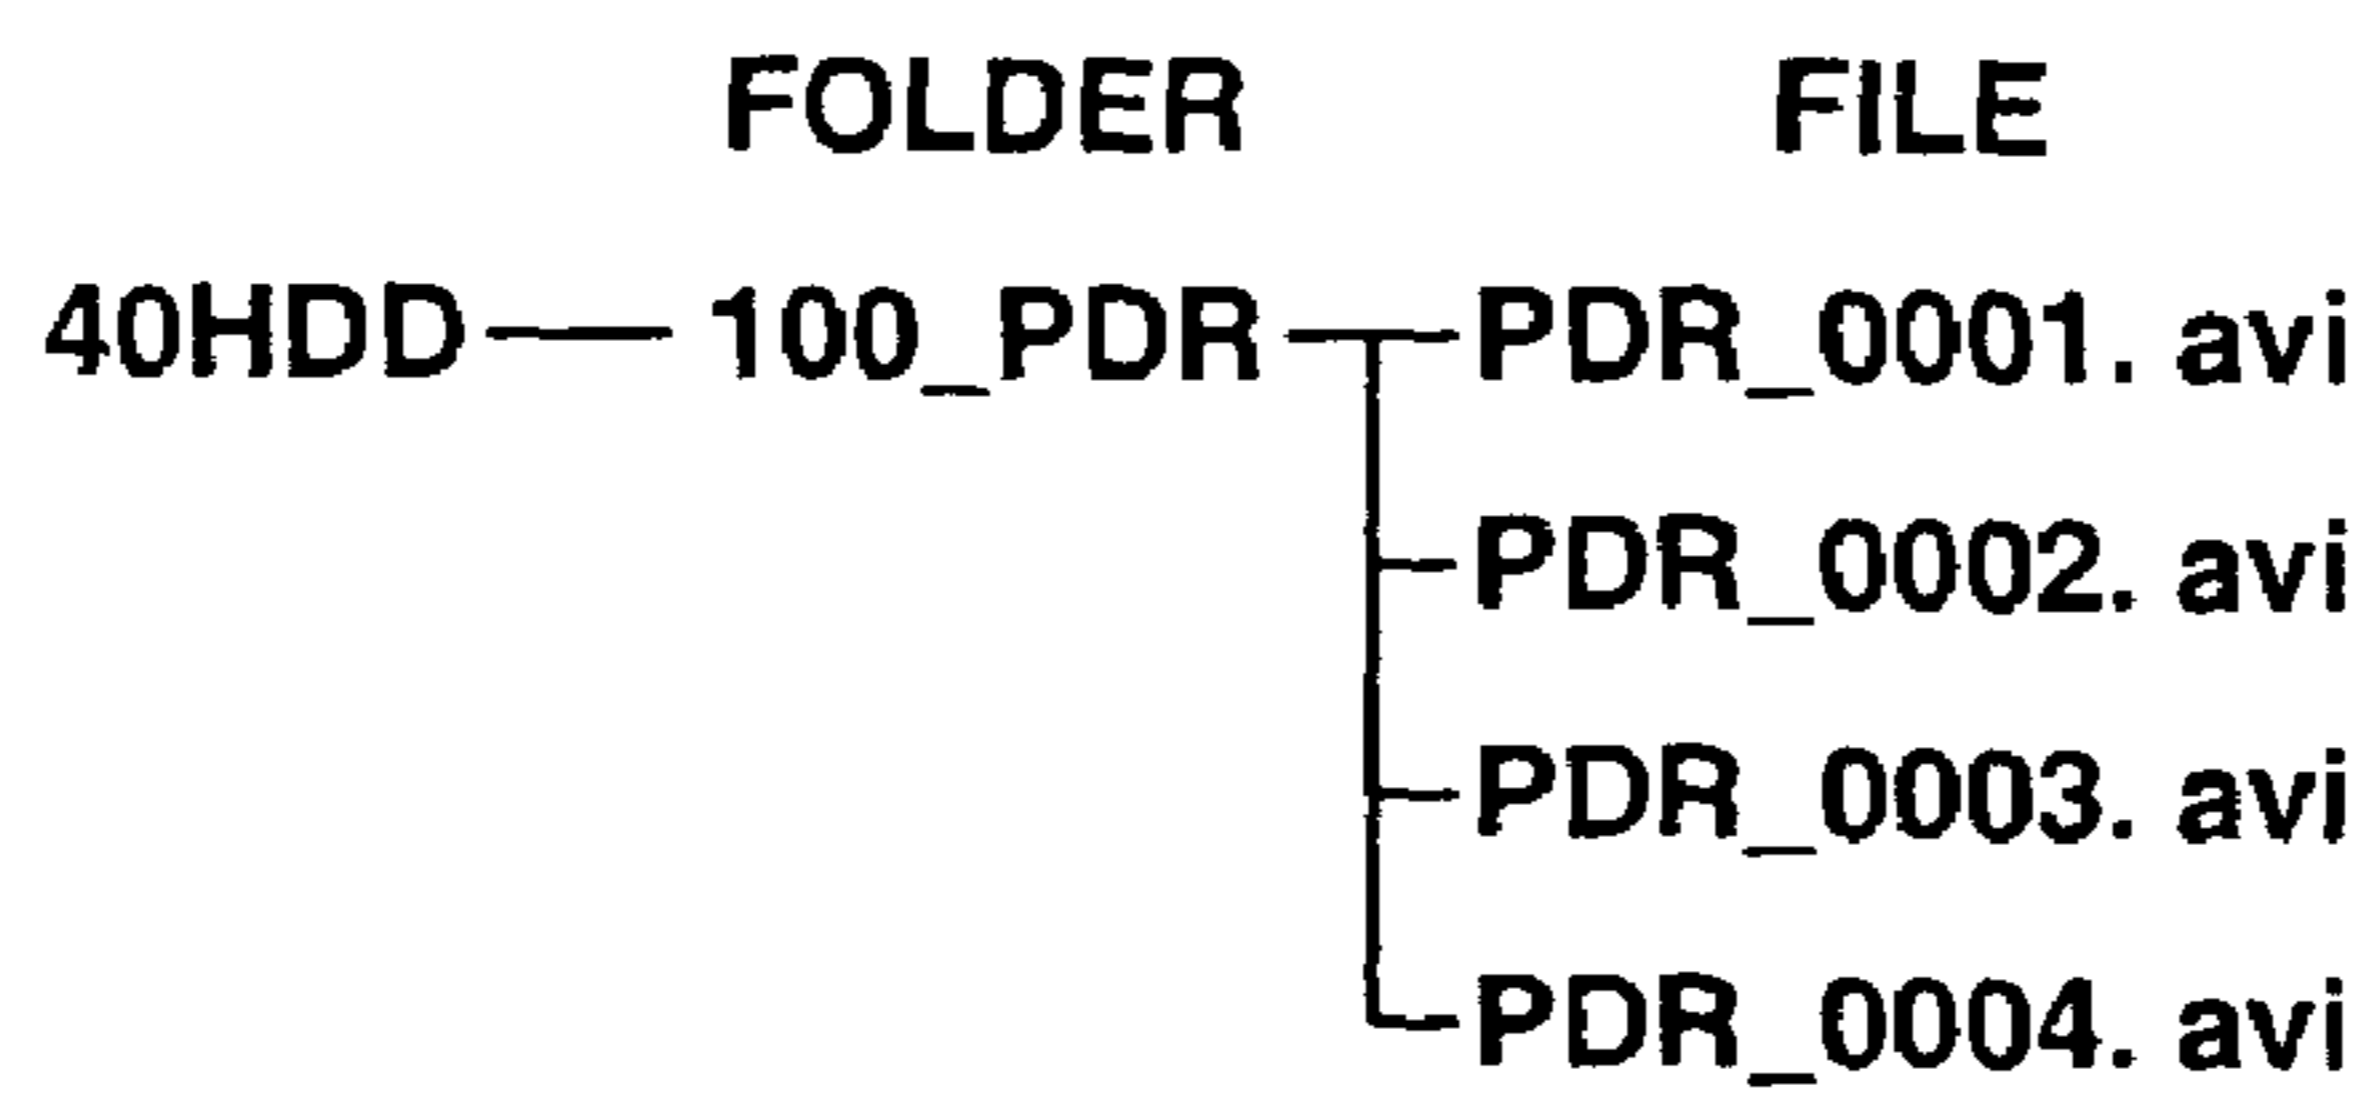 FOLDER FILE
40HDD 100_PDR PDR_0001. avi
PDR_0002. avi
PDR_0003. avi
PDR_0004. avi